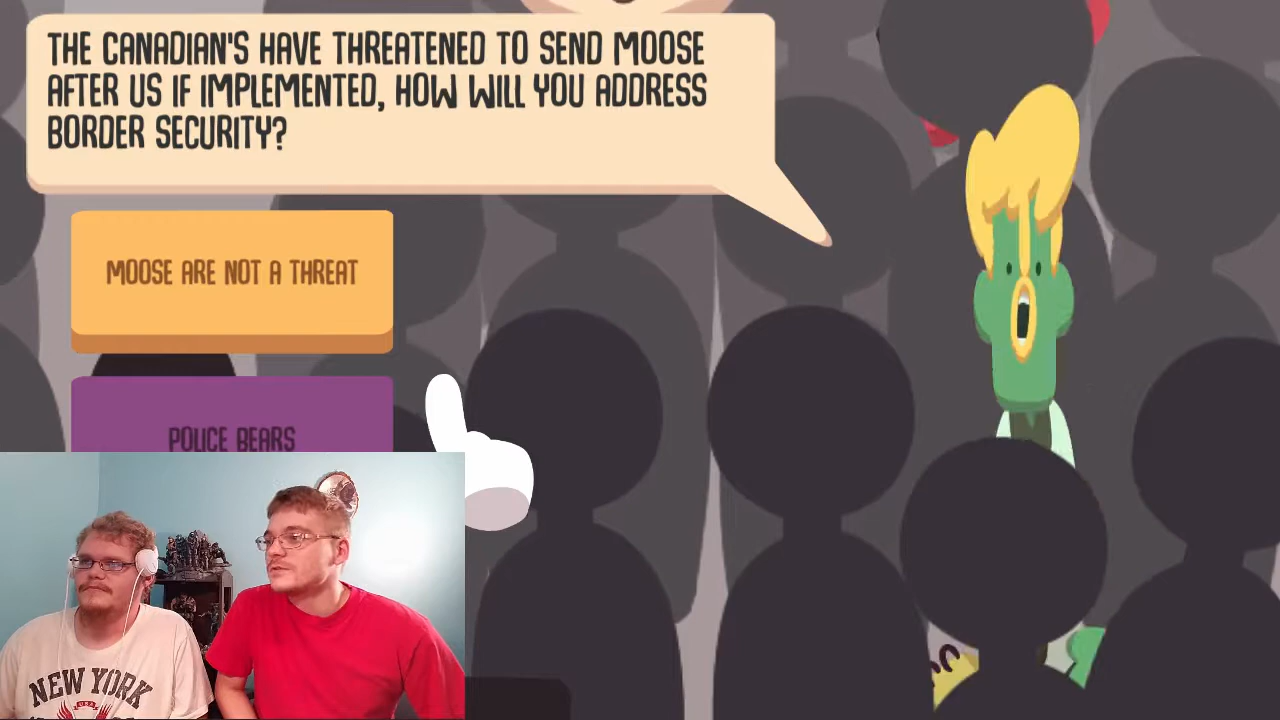 THE CANADIAN'S HAVE THREATENED TO SEND MOOSE
AFTER US IF IMPLEMENTED, HOW WILL YOU ADDRESS
BORDER SECURITY?
MOOSE ARE NOT A THREAT
POLICE BEARS
NEW YORK
USA